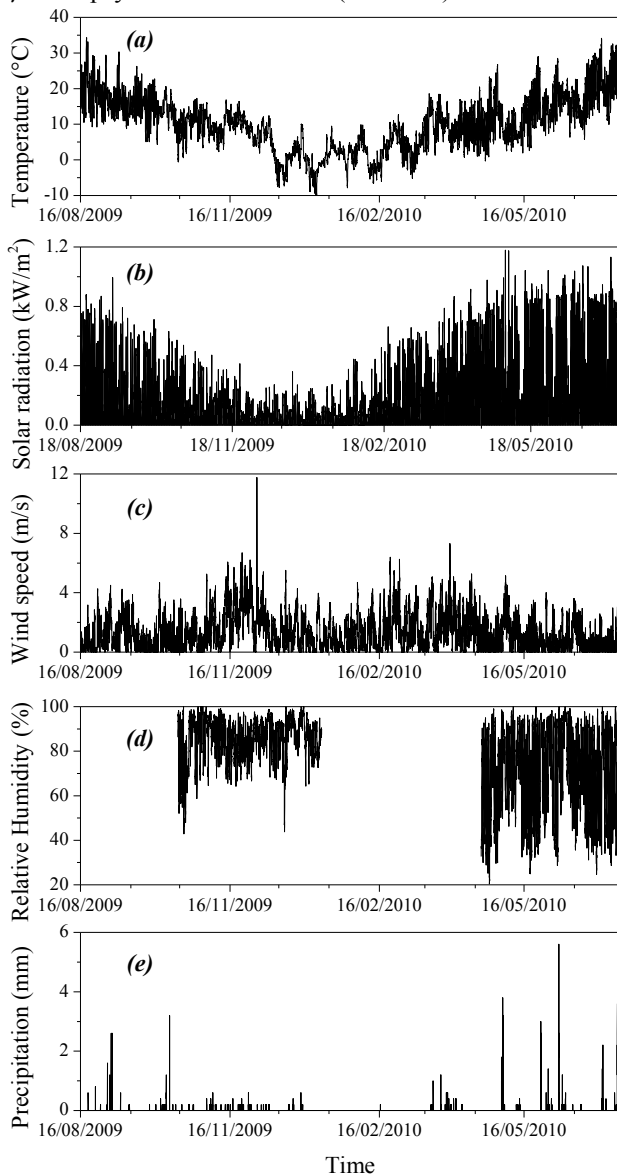 (a)
Temperature (°C)
40
30
20
10
0
-10
16/08/2009 16/11/2009 16/02/2010 16/05/2010
(b)
Solar radiation (kW/m²)
1.2
0.8
0.4
0.0
18/08/2009 18/11/2009 18/02/2010 18/05/2010
(c)
Wind speed (m/s)
12
8
4
0
16/08/2009 16/11/2009 16/02/2010 16/05/2010
(d)
Relative Humidity (%)
100
80
60
40
20
16/08/2009 16/11/2009 16/02/2010 16/05/2010
(e)
Precipitation (mm)
6
4
2
0
16/08/2009 16/11/2009 16/02/2010 16/05/2010
Time